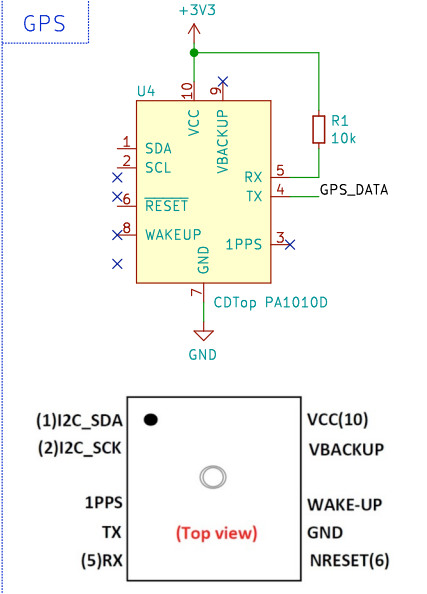 GPS
+3V3
U4
10
9
VCC
VBACKUP
R1
10k
1
SDA
2
SCL
RX
5
TX
4
GPS_DATA
6
RESET
8
WAKEUP
1PPS
3
GND
7
CDTop PA1010D
GND
(1)I2C_SDA
VCC(10)
(2)I2C_SCK
VBACKUP
1PPS
WAKE-UP
TX
(Top view)
GND
(5)RX
NRESET(6)